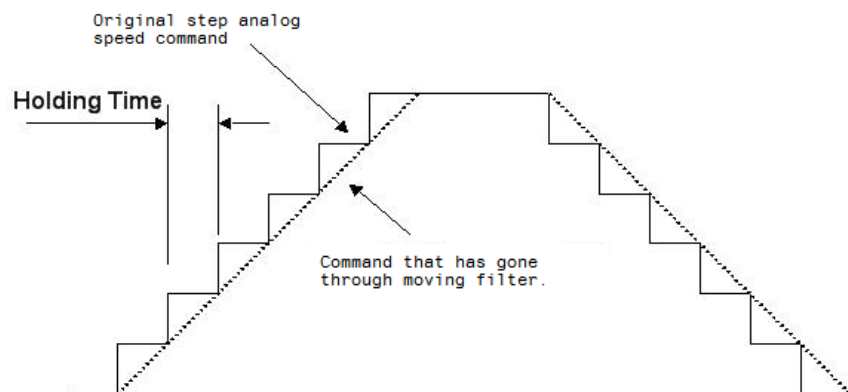 Original step analog
speed command
Holding Time
Command that has gone
through moving filter.